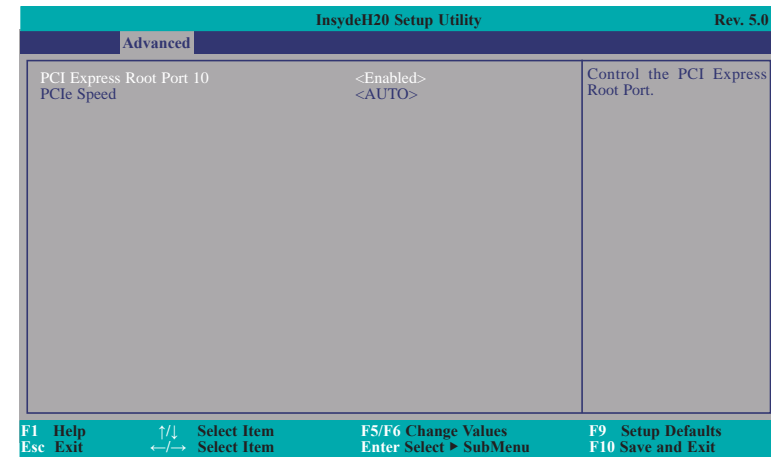 InsydeH20 Setup Utility Rev. 5.0
Advanced
PCI Express Root Port 10 <Enabled>
PCIe Speed <AUTO>
Control the PCI Express
Root Port.
F1 Help ↑/↓ Select Item F5/F6 Change Values F9 Setup Defaults
Esc Exit ←/→ Select Item Enter Select ► SubMenu F10 Save and Exit